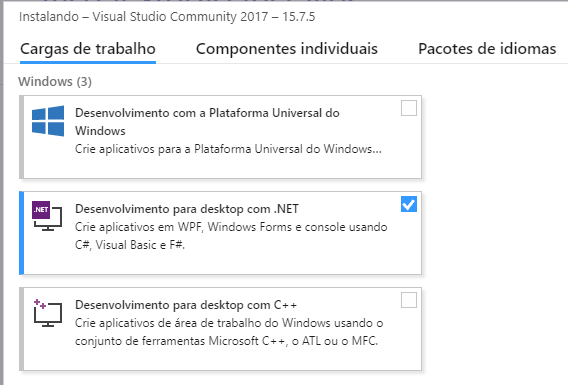 Instalando – Visual Studio Community 2017 – 15.7.5
Cargas de trabalho Componentes individuais Pacotes de idiomas
Windows (3)
Desenvolvimento com a Plataforma Universal do
Windows
Crie aplicativos para a Plataforma Universal do Windows...
.NET
Desenvolvimento para desktop com .NET
Crie aplicativos em WPF, Windows Forms e console usando
C#, Visual Basic e F#.
Desenvolvimento para desktop com C++
Crie aplicativos de área de trabalho do Windows usando o
conjunto de ferramentas Microsoft C++, o ATL ou o MFC.